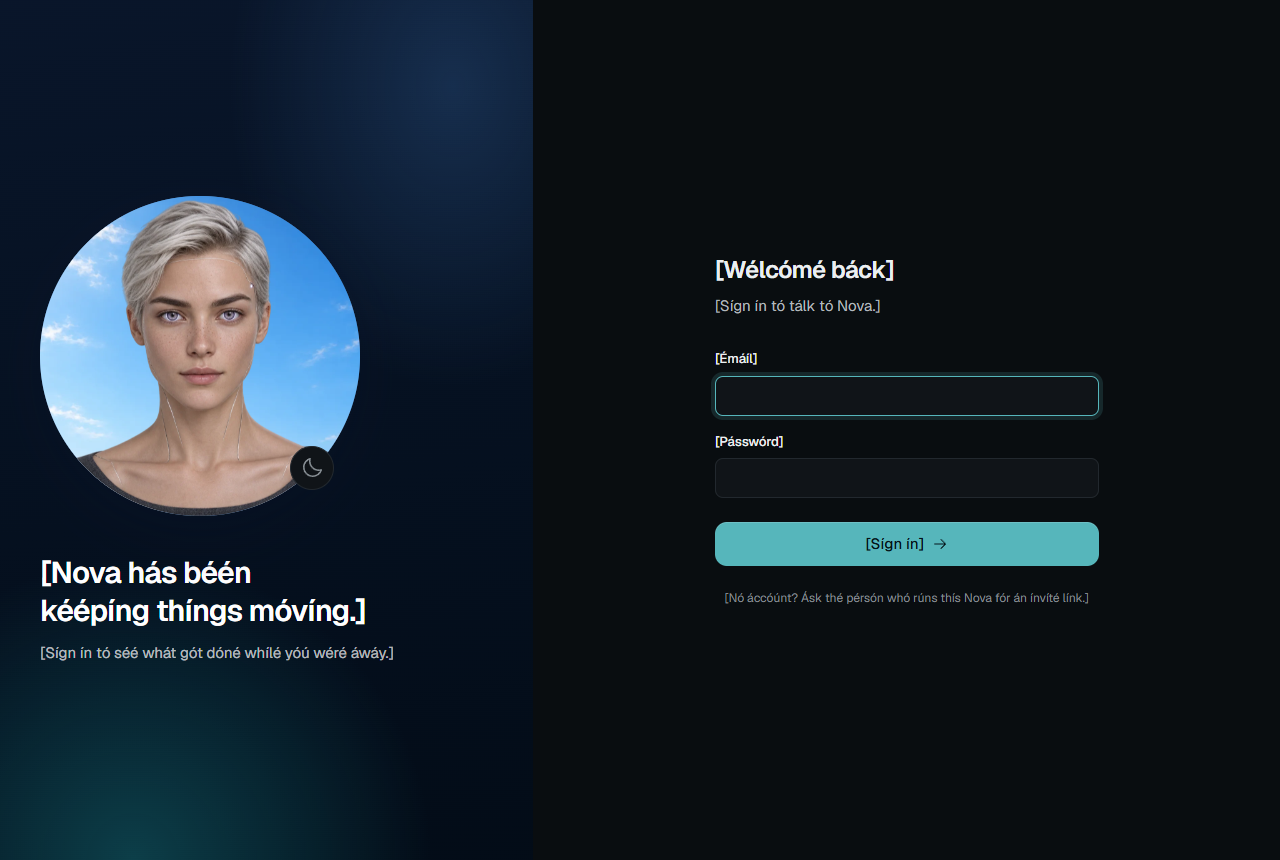 [Nova hás béén
kéépíng thíngs móvíng.]
[Sígn ín tó séé whát gót dóné whílé yóú wéré áwáy.]
[Wélcómé báck]
[Sígn ín tó tálk tó Nova.]
[Émáíl]
[Pásswórd]
[Sígn ín]
[Nó áccóúnt? Ásk thé pérsón whó rúns thís Nova fór án ínvíté línk.]